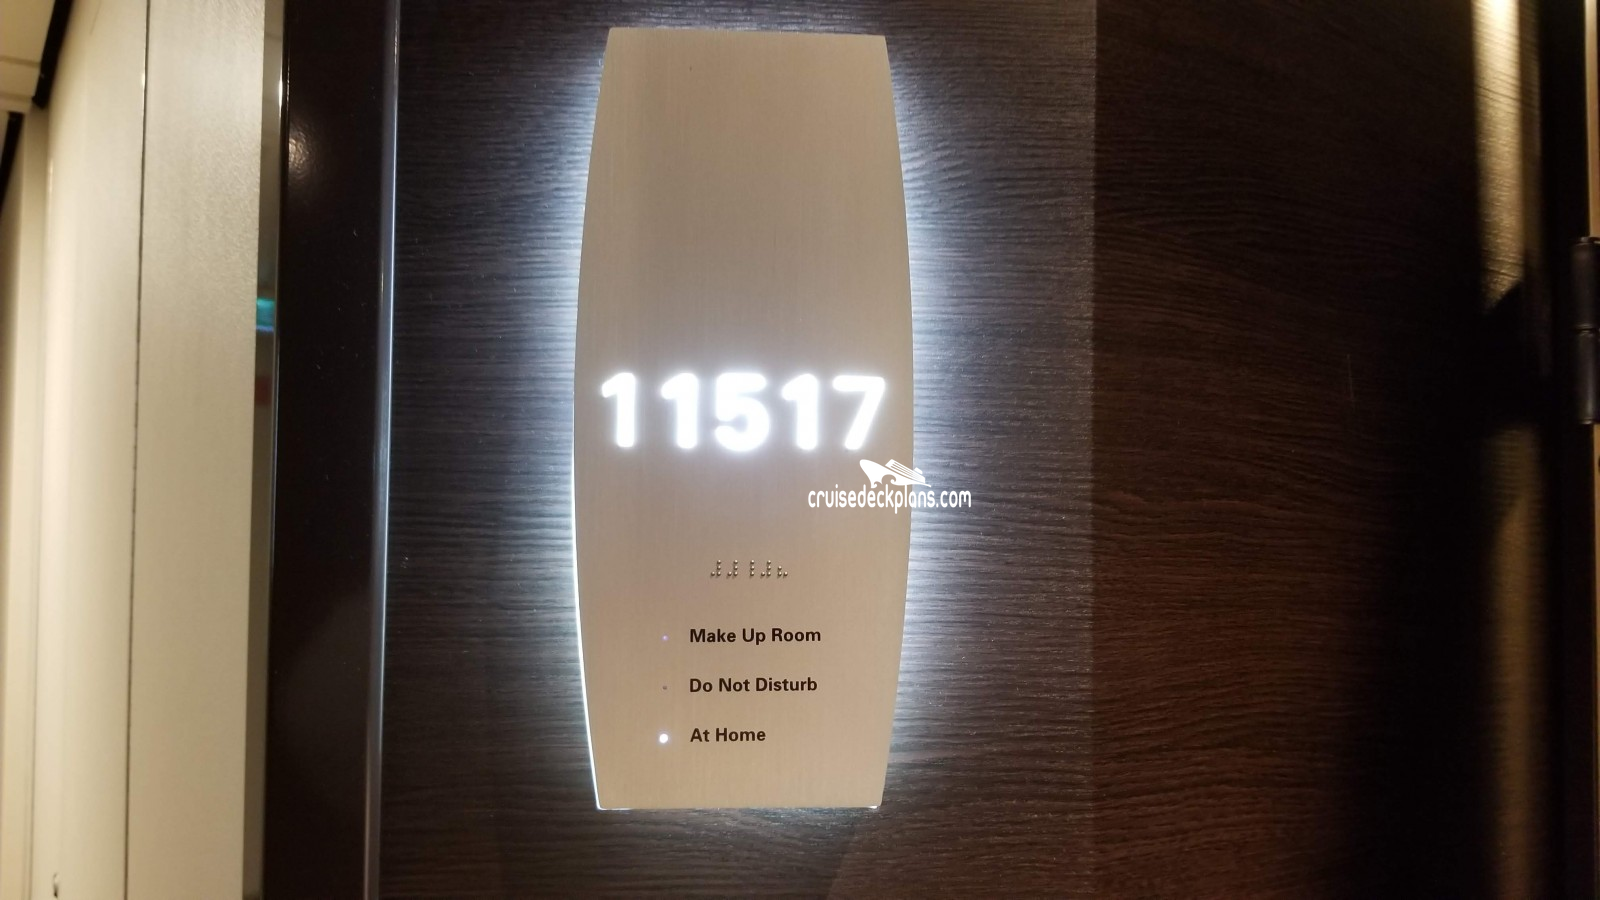 11517
cruisedeckplans.com
Make Up Room
Do Not Disturb
At Home